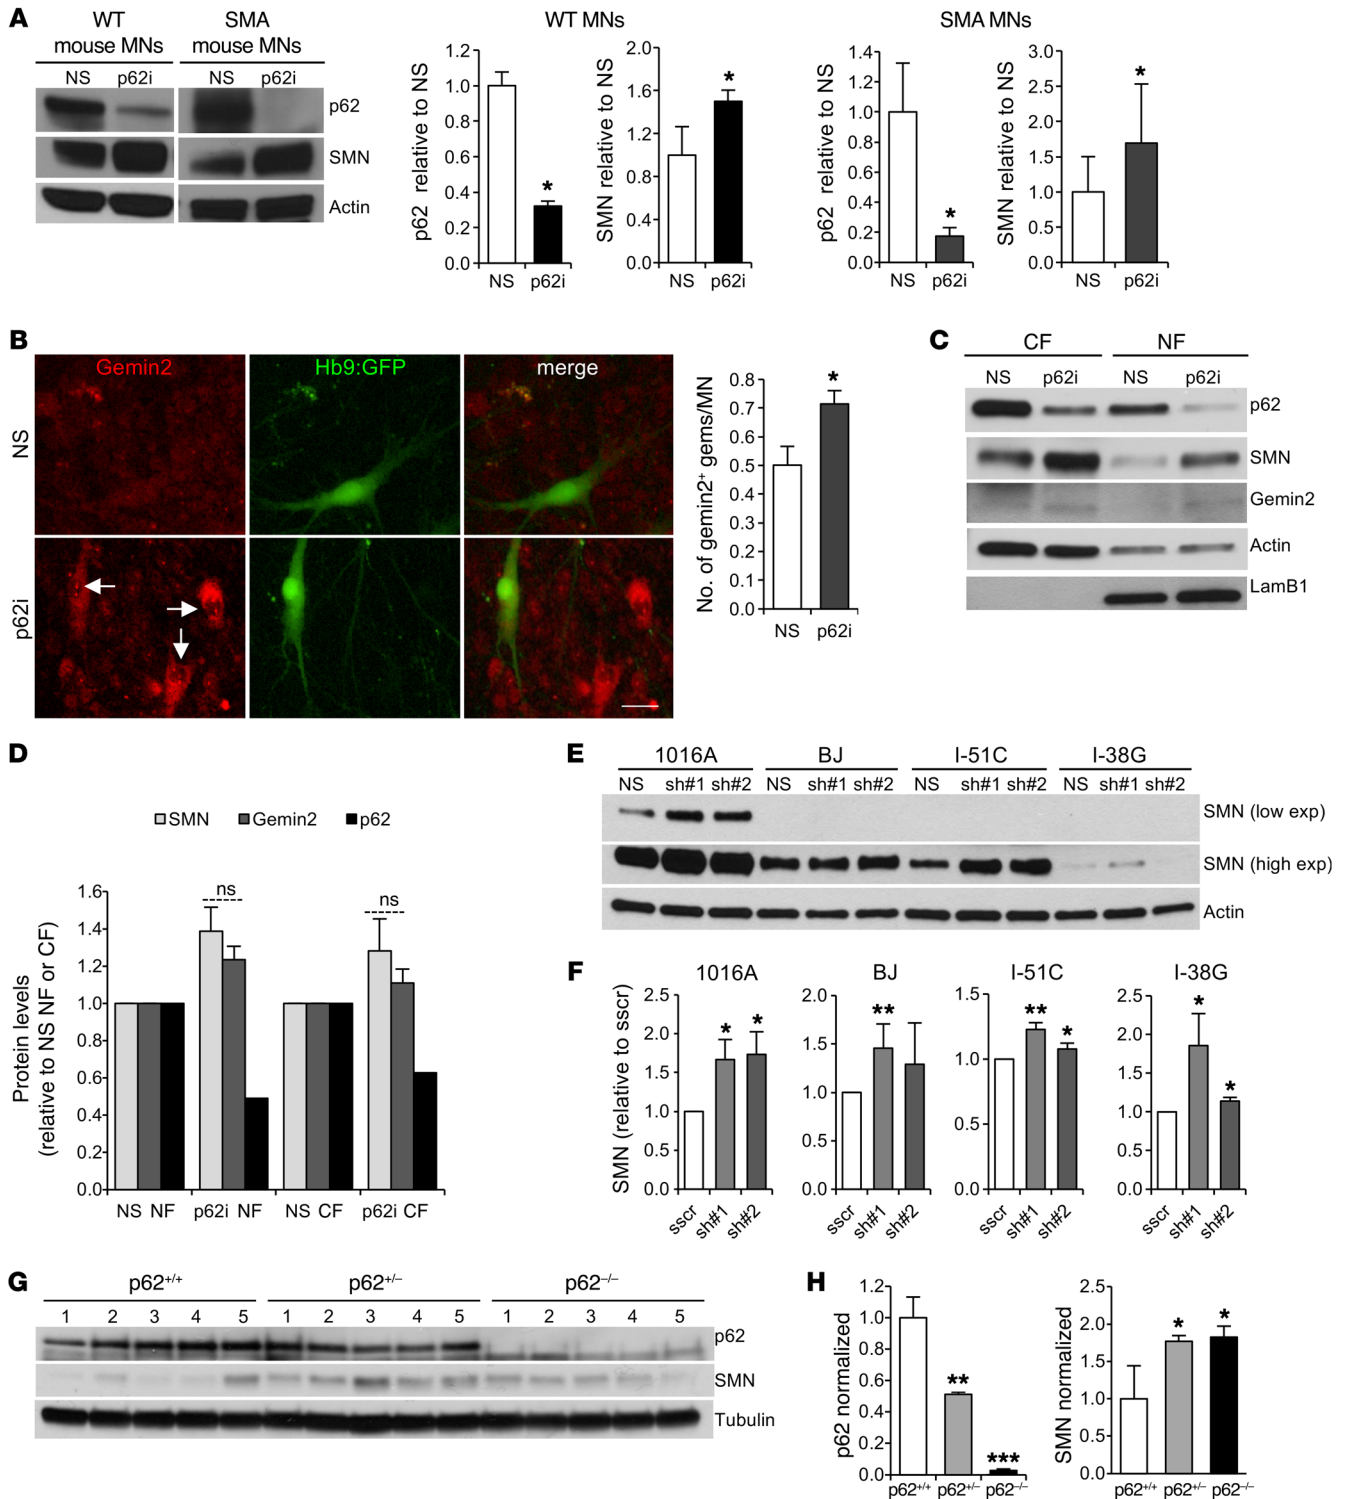 A
WT
mouse MNs
SMA
mouse MNs
NS p62i NS p62i
p62
SMN
Actin
WT MNs
p62 relative to NS
1.2
1.0
0.8
0.6
0.4
0.2
0.0
NS p62i
*
SMN relative to NS
2.0
1.6
1.2
0.8
0.4
0.0
NS p62i
*
SMA MNs
p62 relative to NS
1.4
1.2
1.0
0.8
0.6
0.4
0.2
0.0
NS p62i
*
SMN relative to NS
3.0
2.5
2.0
1.5
1.0
0.5
0.0
NS p62i
*
B
Gemin2 Hb9:GFP merge
NS
p62i
No. of gemin2⁺ gems/MN
0.8
0.7
0.6
0.5
0.4
0.3
0.2
0.1
0.0
NS p62i
*
C
CF NF
NS p62i NS p62i
p62
SMN
Gemin2
Actin
LamB1
D
SMN Gemin2 p62
Protein levels
(relative to NS NF or CF)
1.6
1.4
1.2
1.0
0.8
0.6
0.4
0.2
0.0
ns ns
NS NF p62i NF NS CF p62i CF
E
1016A BJ I-51C I-38G
NS sh#1 sh#2 NS sh#1 sh#2 NS sh#1 sh#2 NS sh#1 sh#2
SMN (low exp)
SMN (high exp)
Actin
F
SMN (relative to sscr)
1016A
2.5
2.0
1.5
1.0
0.5
0.0
* *
sscr sh#1 sh#2
BJ
2.0
1.5
1.0
0.5
0.0
**
sscr sh#1 sh#2
I-51C
1.5
1.0
0.5
0.0
** *
sscr sh#1 sh#2
I-38G
2.5
2.0
1.5
1.0
0.5
0.0
* *
sscr sh#1 sh#2
G
p62⁺/⁺ p62⁺/⁻ p62⁻/⁻
1 2 3 4 5 1 2 3 4 5 1 2 3 4 5
p62
SMN
Tubulin
H
p62 normalized
1.2
1.0
0.8
0.6
0.4
0.2
0.0
** ***
p62⁺/⁺ p62⁺/⁻ p62⁻/⁻
SMN normalized
2.5
2.0
1.5
1.0
0.5
0.0
* *
p62⁺/⁺ p62⁺/⁻ p62⁻/⁻